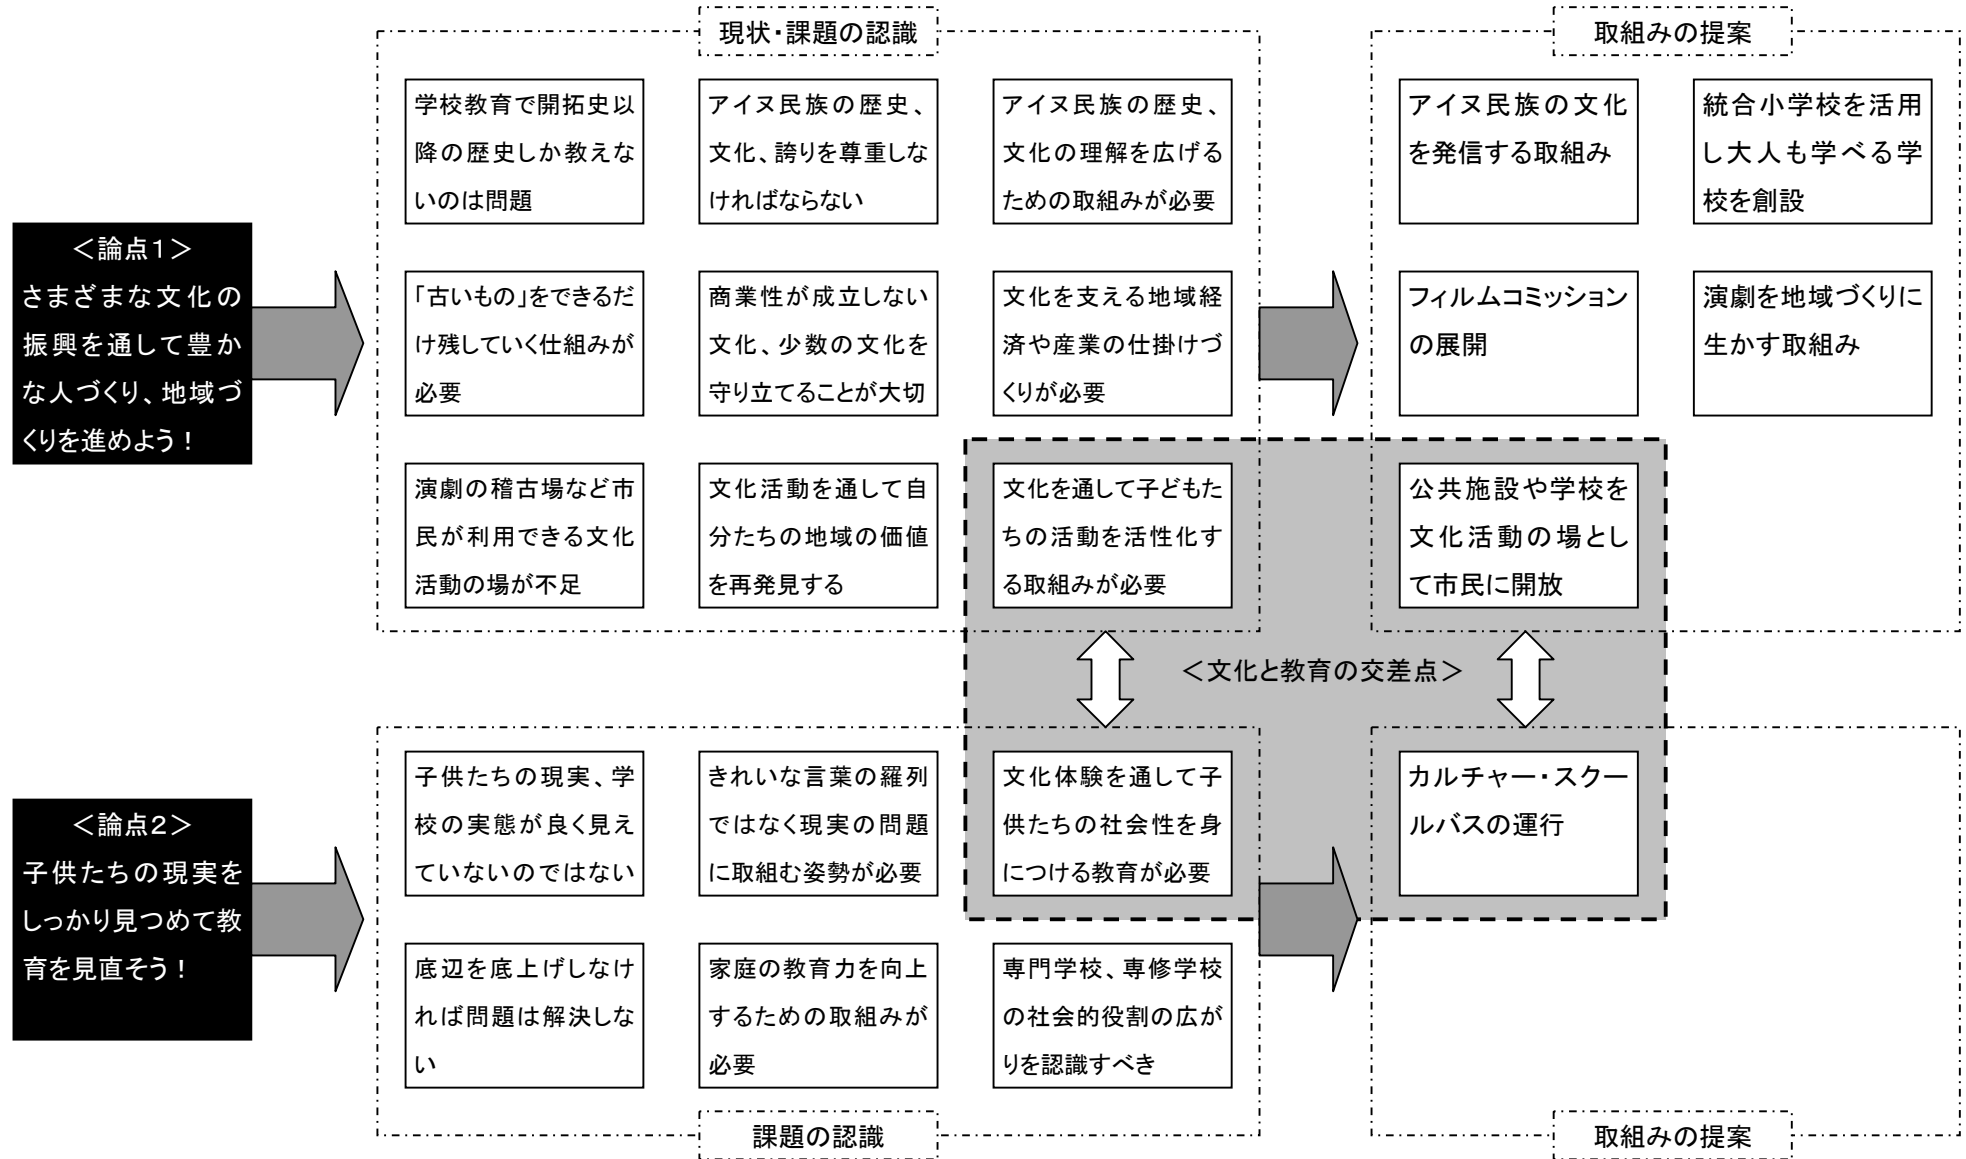 現状・課題の認識
取組みの提案
学校教育で開拓史以
降の歴史しか教えな
いのは問題
アイヌ民族の歴史、
文化、誇りを尊重しな
ければならない
アイヌ民族の歴史、
文化の理解を広げる
ための取組みが必要
アイヌ民族の文化
を発信する取組み
統合小学校を活用
し大人も学べる学
校を創設
＜論点１＞
さまざまな文化の
振興を通して豊か
な人づくり、地域づ
くりを進めよう！
「古いもの」をできるだ
け残していく仕組みが
必要
商業性が成立しない
文化、少数の文化を
守り立てることが大切
文化を支える地域経
済や産業の仕掛けづ
くりが必要
フィルムコミッション
の展開
演劇を地域づくりに
生かす取組み
演劇の稽古場など市
民が利用できる文化
活動の場が不足
文化活動を通して自
分たちの地域の価値
を再発見する
文化を通して子どもた
ちの活動を活性化す
る取組みが必要
公共施設や学校を
文化活動の場とし
て市民に開放
＜文化と教育の交差点＞
＜論点２＞
子供たちの現実を
しっかり見つめて教
育を見直そう！
子供たちの現実、学
校の実態が良く見え
ていないのではない
きれいな言葉の羅列
ではなく現実の問題
に取組む姿勢が必要
文化体験を通して子
供たちの社会性を身
につける教育が必要
カルチャー・スクー
ルバスの運行
底辺を底上げしなけ
れば問題は解決しな
い
家庭の教育力を向上
するための取組みが
必要
専門学校、専修学校
の社会的役割の広が
りを認識すべき
課題の認識
取組みの提案